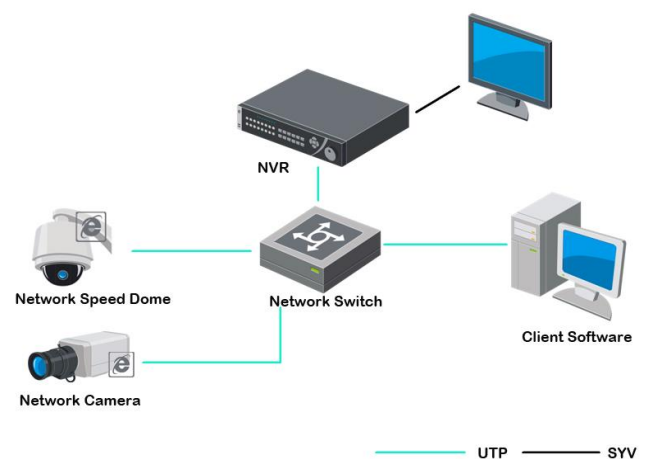 NVR
Network Speed Dome
Network Switch
Client Software
Network Camera
UTP
SYV